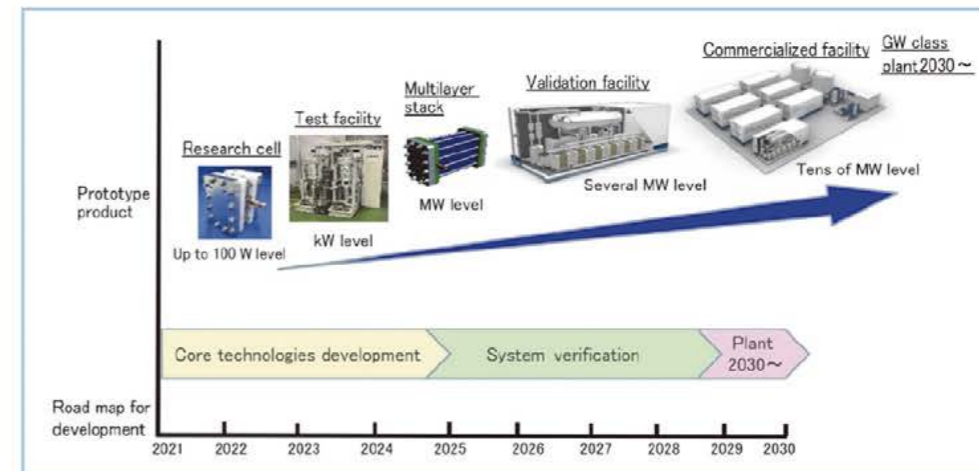 Commercialized facility
GW class
plant2030～
Validation facility
Multilayer
stack
Test facility
Research cell
Prototype
product
Up to 100 W level
kW level
MW level
Several MW level
Tens of MW level
Core technologies development
System verification
Plant
2030～
Road map for
development
2021 2022 2023 2024 2025 2026 2027 2028 2029 2030